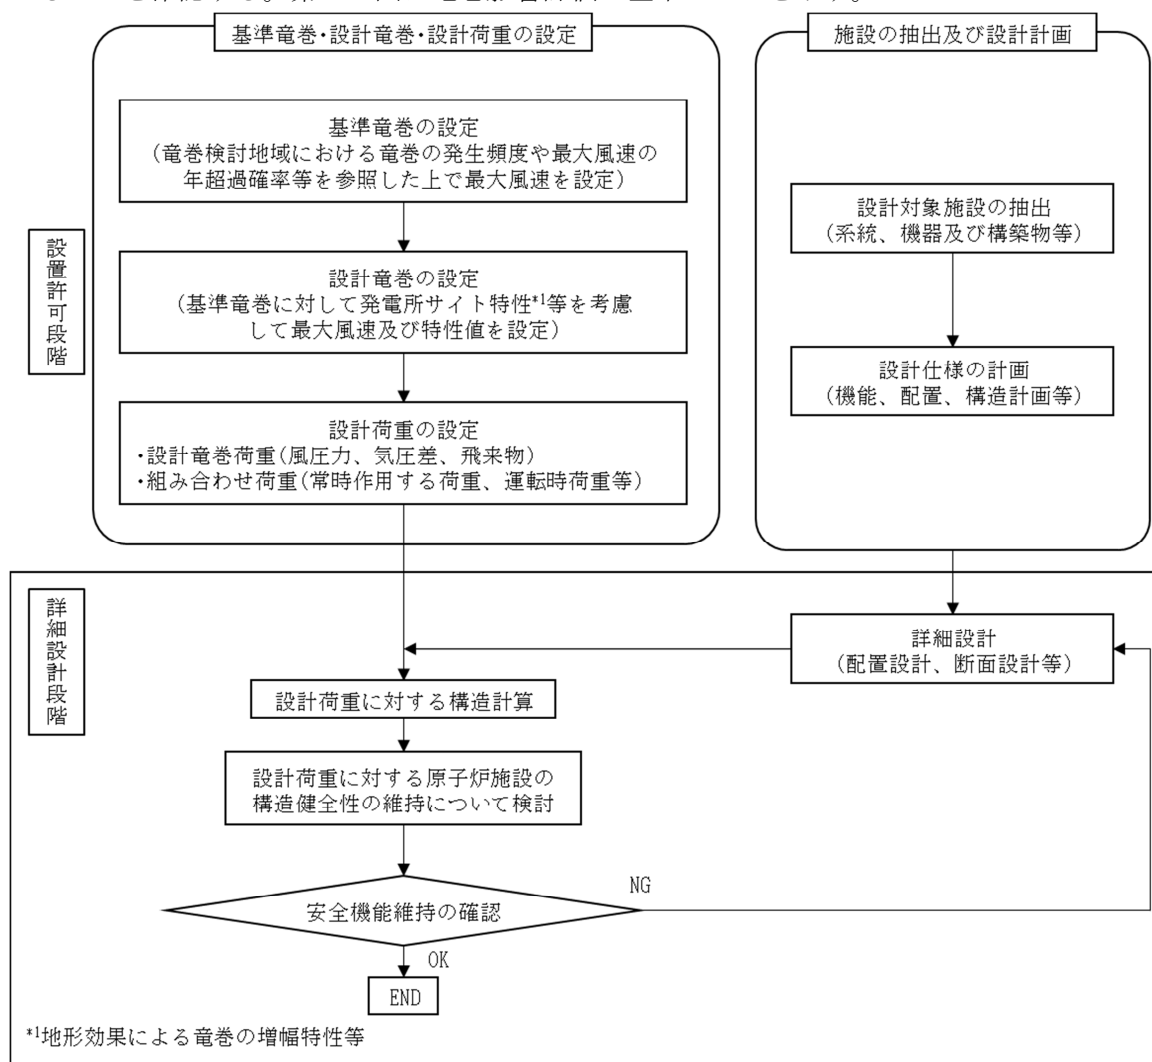 基準竜巻・設計竜巻・設計荷重の設定
施設の抽出及び設計計画
基準竜巻の設定
(竜巻検討地域における竜巻の発生頻度や最大風速の
年超過確率等を参照した上で最大風速を設定)
設計対象施設の抽出
(系統、機器及び構築物等)
設置許可段階
設計竜巻の設定
(基準竜巻に対して発電所サイト特性*1等を考慮
して最大風速及び特性値を設定)
設計仕様の計画
(機能、配置、構造計画等)
設計荷重の設定
・設計竜巻荷重(風圧力、気圧差、飛来物)
・組み合わせ荷重(常時作用する荷重、運転時荷重等)
詳細設計段階
詳細設計
(配置設計、断面設計等)
設計荷重に対する構造計算
設計荷重に対する原子炉施設の
構造健全性の維持について検討
NG
安全機能維持の確認
OK
END
*1地形効果による竜巻の増幅特性等